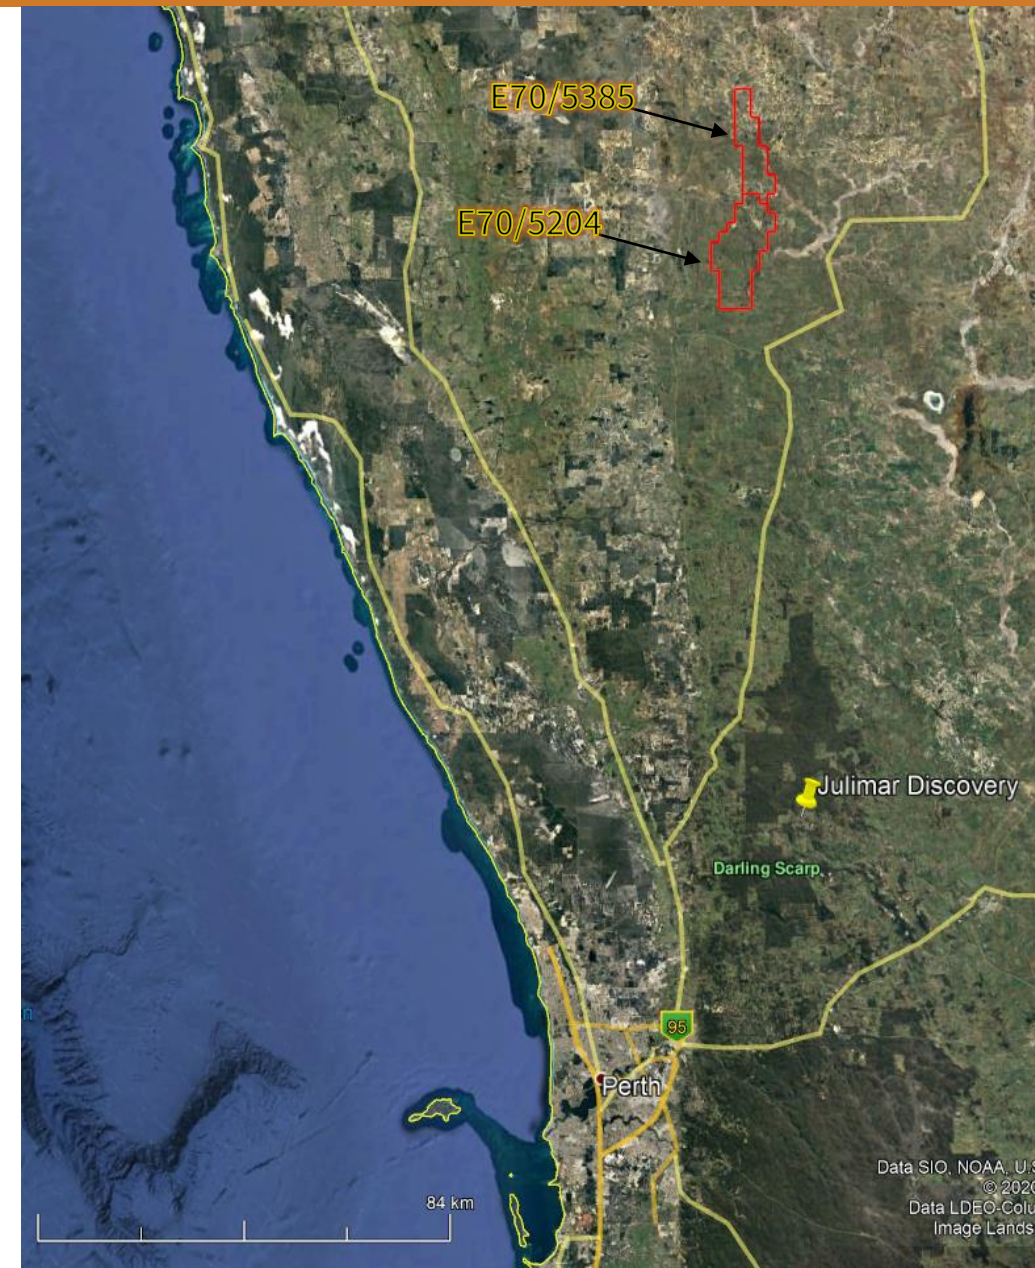 E70/5385
E70/5204
Julimar Discovery
Darling Scarp
n
95
Perth
84 km
Data SIO, NOAA, U.S
© 2020
Data LDEO-Colu
Image Lands